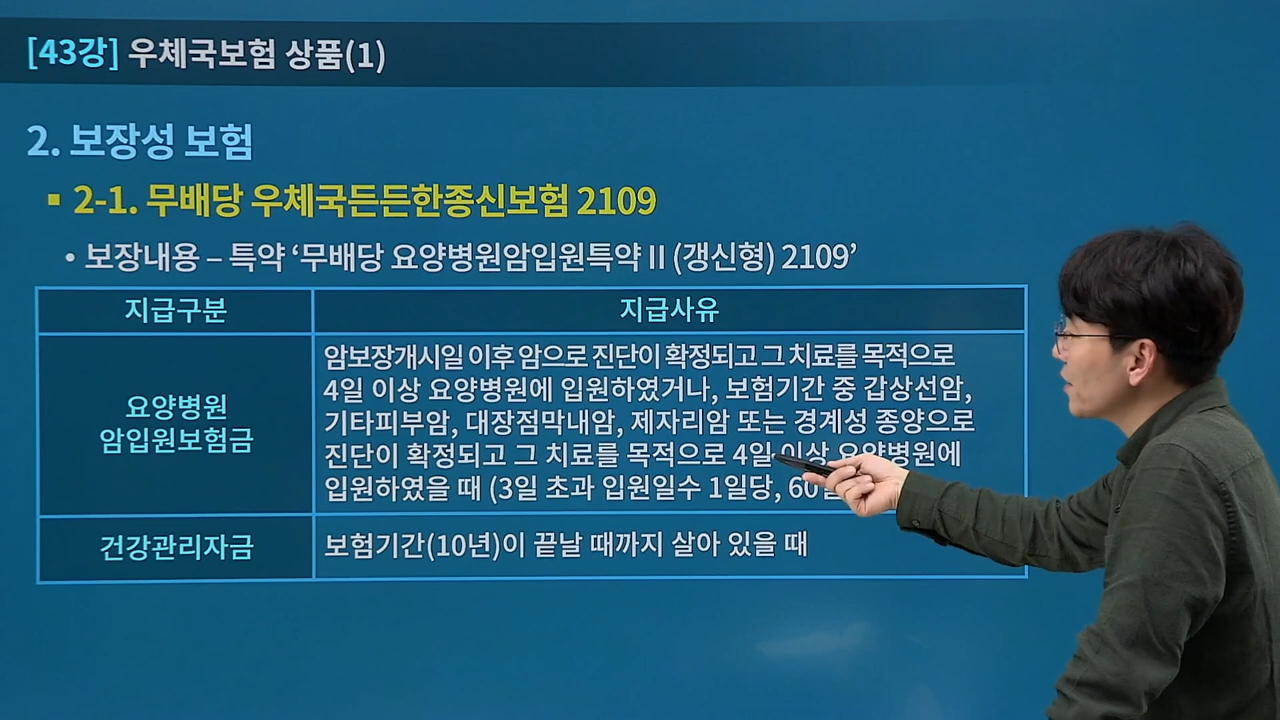 [43강] 우체국보험 상품(1)
2. 보장성 보험
▪ 2-1. 무배당 우체국든든한종신보험 2109
• 보장내용 – 특약 ‘무배당 요양병원암입원특약Ⅱ(갱신형) 2109’
지급구분
지급사유
요양병원
암입원보험금
암보장개시일 이후 암으로 진단이 확정되고 그 치료를 목적으로
4일 이상 요양병원에 입원하였거나, 보험기간 중 갑상선암,
기타피부암, 대장점막내암, 제자리암 또는 경계성 종양으로
진단이 확정되고 그 치료를 목적으로 4일 이상 요양병원에
입원하였을 때 (3일 초과 입원일수 1일당, 60일
건강관리자금
보험기간(10년)이 끝날 때까지 살아 있을 때